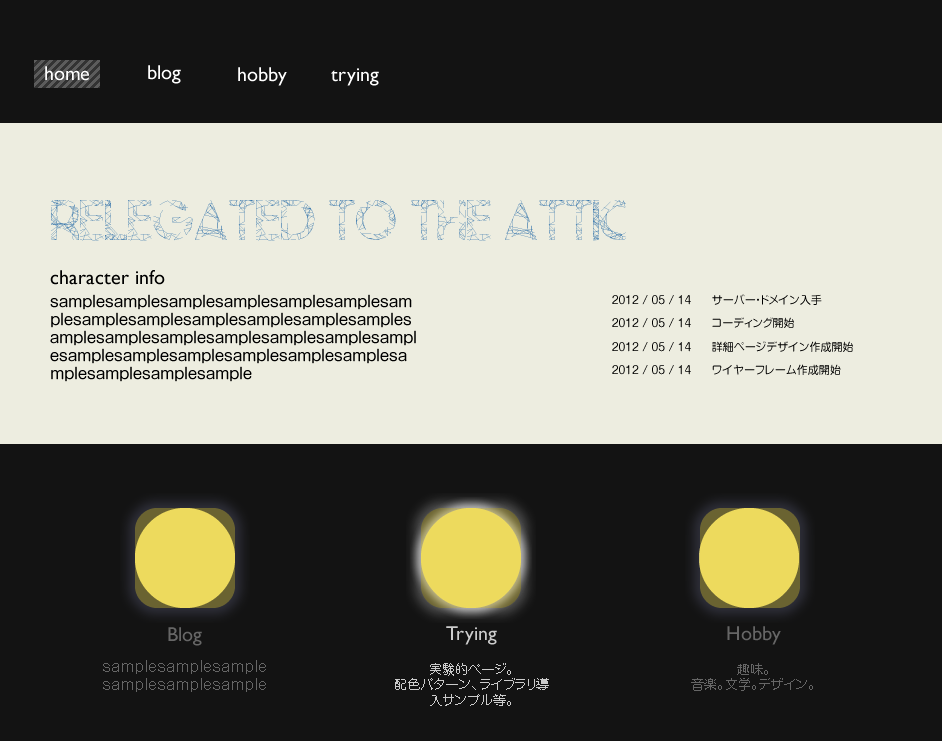 home blog hobby trying
RELEGATED TO THE ATTIC
character info
samplesamplesamplesamplesamplesamplesam
plesamplesamplesamplesamplesamplesamples
amplesamplesamplesamplesamplesamplesampl
esamplesamplesamplesamplesamplesamplesa
mplesamplesamplesample
2012 / 05 / 14 サーバー・ドメイン入手
2012 / 05 / 14 コーディング開始
2012 / 05 / 14 詳細ページデザイン作成開始
2012 / 05 / 14 ワイヤーフレーム作成開始
Blog
samplesamplesample
samplesamplesample
Trying
実験的ページ。
配色パターン、ライブラリ導
入サンプル等。
Hobby
趣味。
音楽。文学。デザイン。